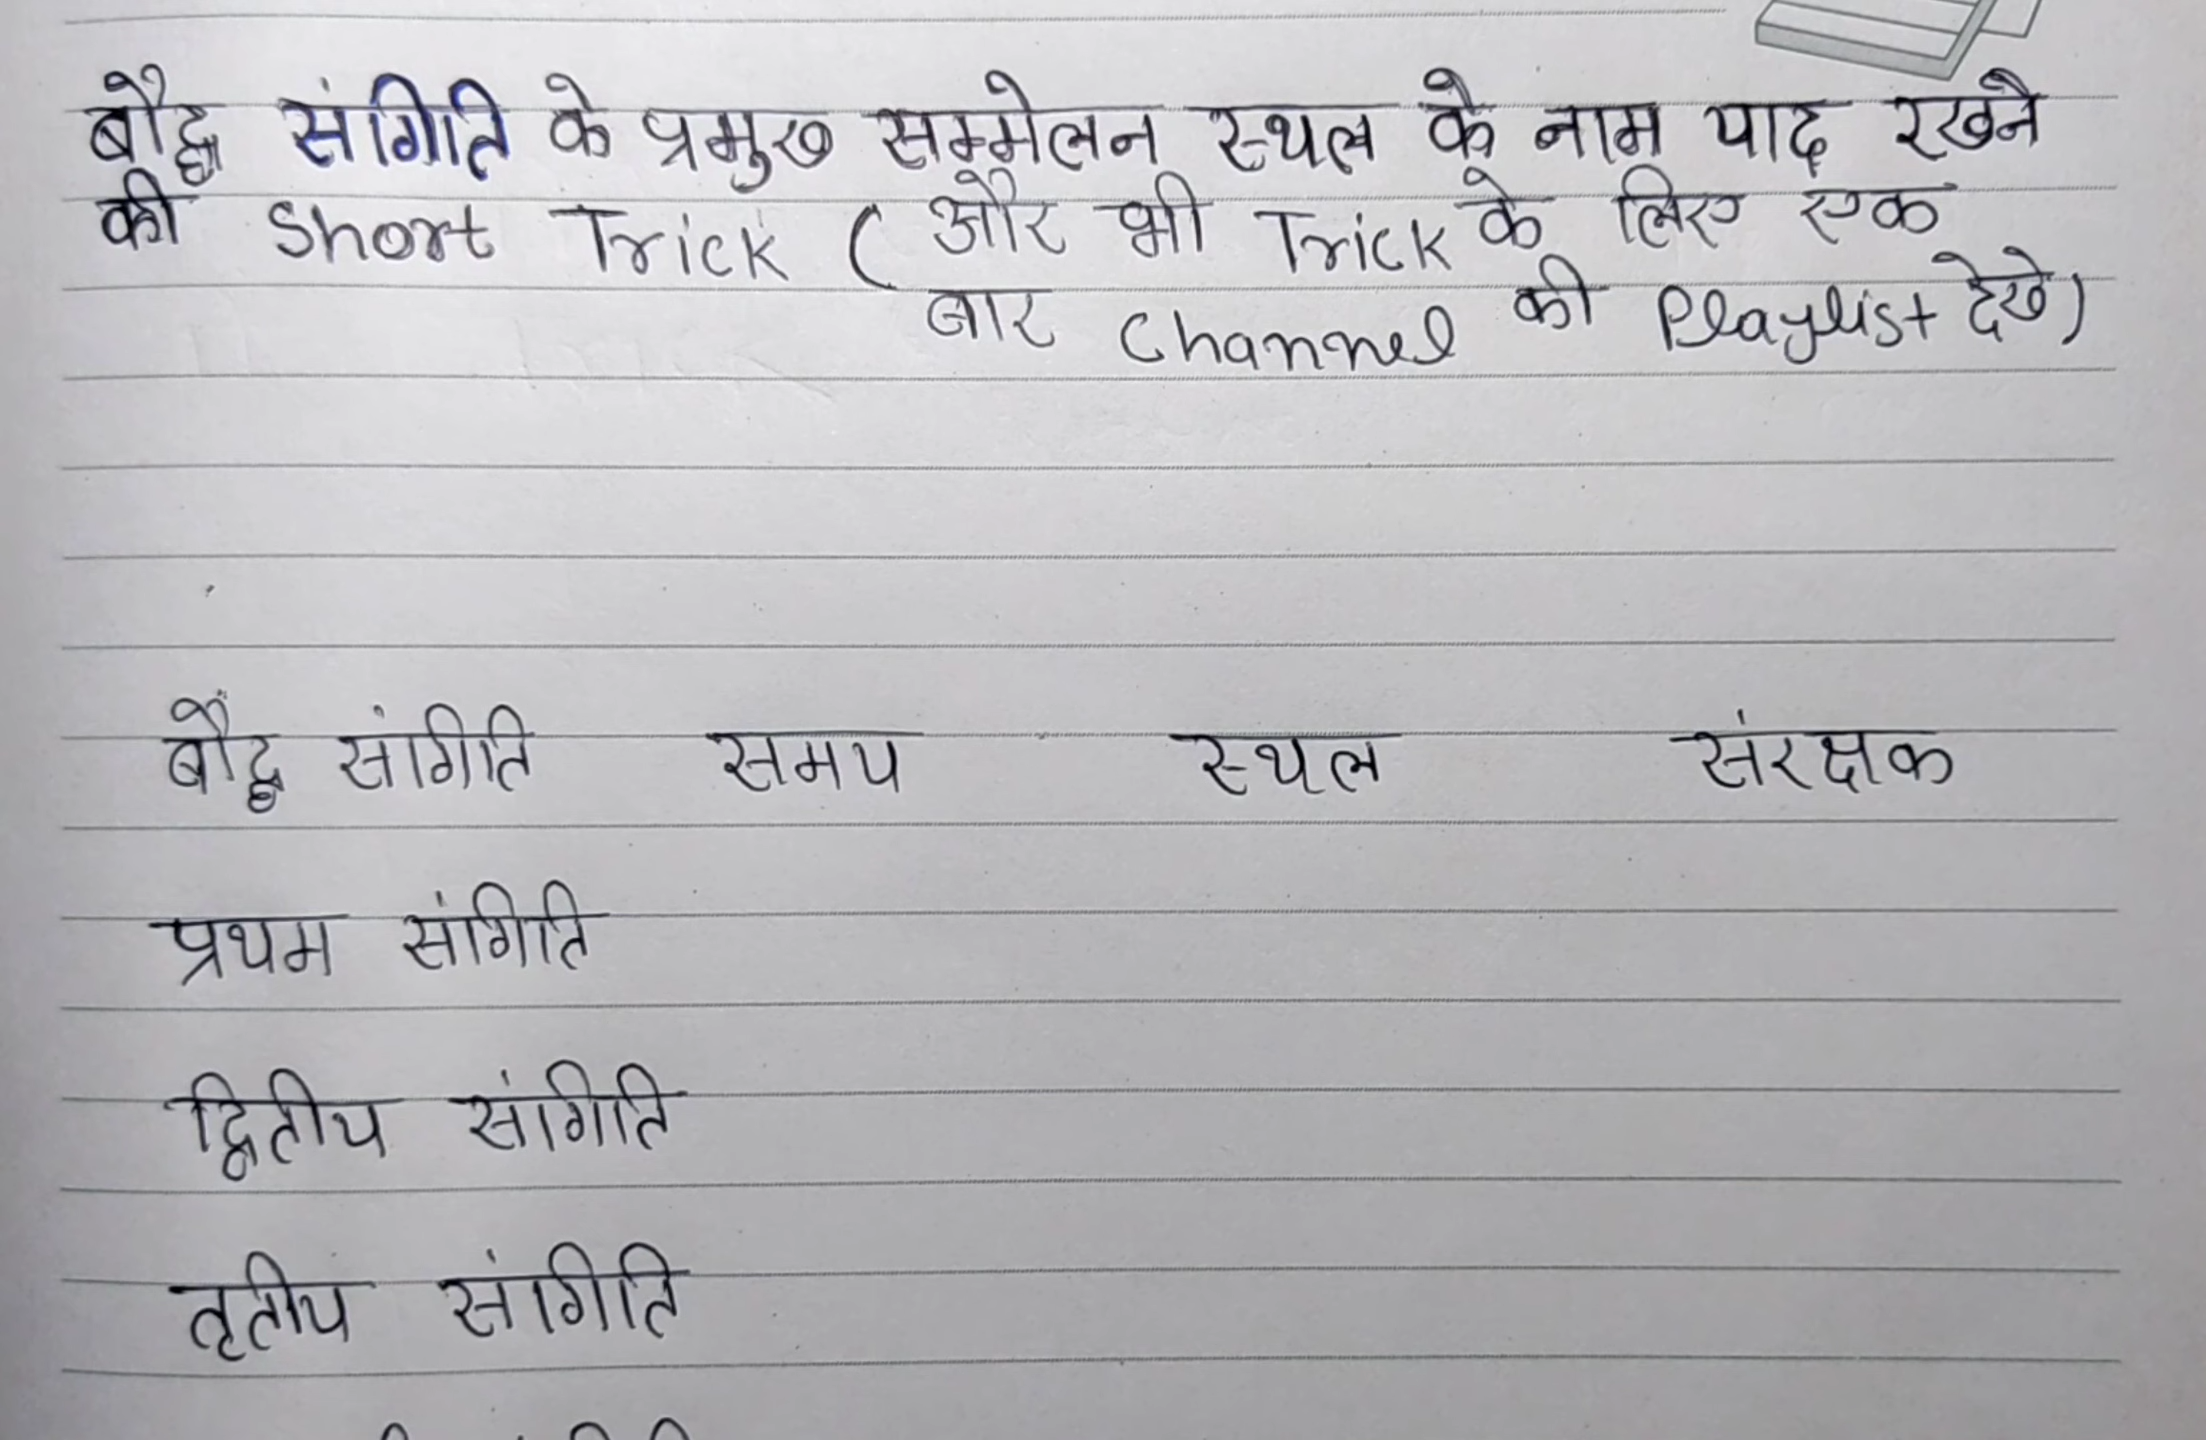 बौद्ध संगिति के प्रमुख सम्मेलन स्थल के नाम याद रखने
की Short Trick ( और भी Trick के लिए एक
बार Channel की Playlist देखे)
बौद्ध संगिति समय स्थल संरक्षक
प्रथम संगिति
द्वितीय संगिति
तृतीय संगिति